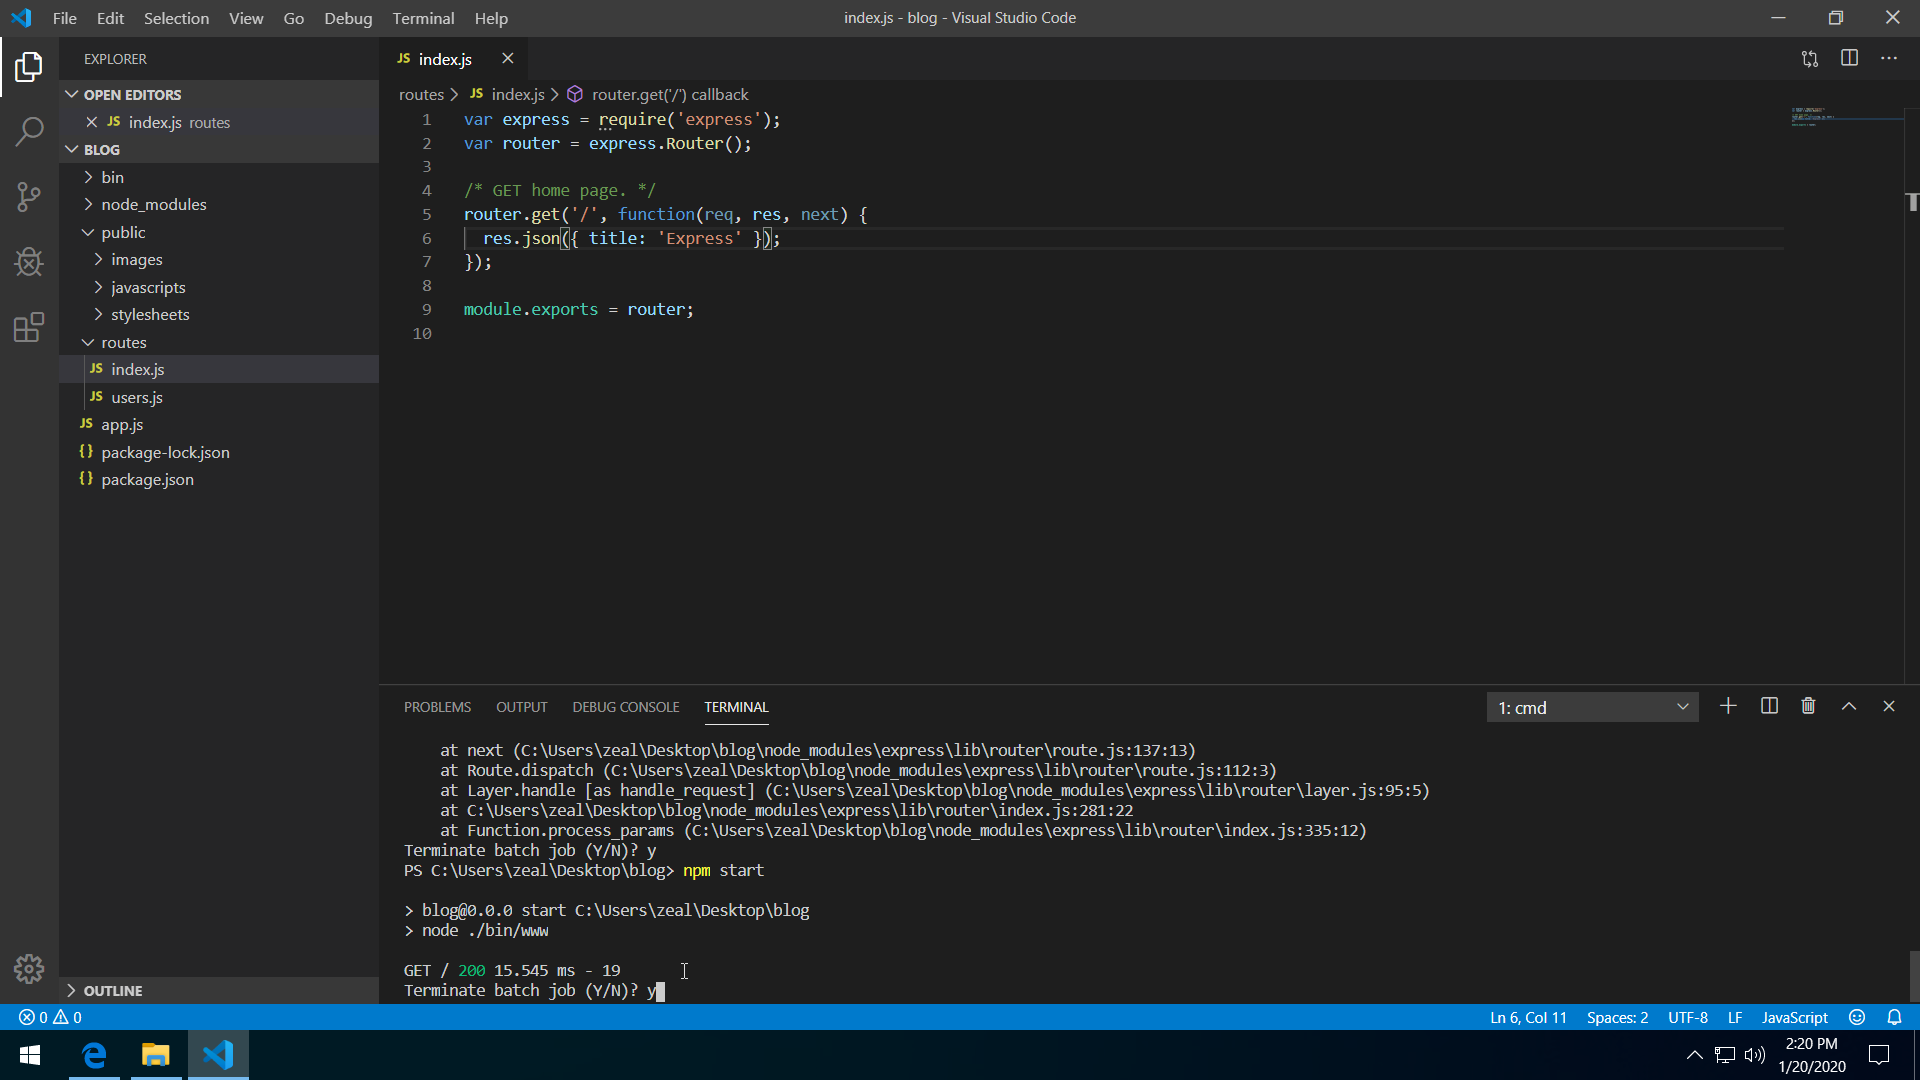 File Edit Selection View Go Debug Terminal Help
index.js - blog - Visual Studio Code
EXPLORER
OPEN EDITORS
JS index.js routes
BLOG
bin
node_modules
public
images
javascripts
stylesheets
routes
JS index.js
JS users.js
JS app.js
{} package-lock.json
{} package.json
OUTLINE
JS index.js
routes > JS index.js > router.get('/') callback
1 var express = require('express');
2 var router = express.Router();
3
4 /* GET home page. */
5 router.get('/', function(req, res, next) {
6 res.json({ title: 'Express' });
7 });
8
9 module.exports = router;
10
PROBLEMS OUTPUT DEBUG CONSOLE TERMINAL
1: cmd
at next (C:\Users\zeal\Desktop\blog\node_modules\express\lib\router\route.js:137:13)
at Route.dispatch (C:\Users\zeal\Desktop\blog\node_modules\express\lib\router\route.js:112:3)
at Layer.handle [as handle_request] (C:\Users\zeal\Desktop\blog\node_modules\express\lib\router\layer.js:95:5)
at C:\Users\zeal\Desktop\blog\node_modules\express\lib\router\index.js:281:22
at Function.process_params (C:\Users\zeal\Desktop\blog\node_modules\express\lib\router\index.js:335:12)
Terminate batch job (Y/N)? y
PS C:\Users\zeal\Desktop\blog> npm start
> blog@0.0.0 start C:\Users\zeal\Desktop\blog
> node ./bin/www
GET / 200 15.545 ms - 19
Terminate batch job (Y/N)? y
0 0
Ln 6, Col 11 Spaces: 2 UTF-8 LF JavaScript
2:20 PM
1/20/2020